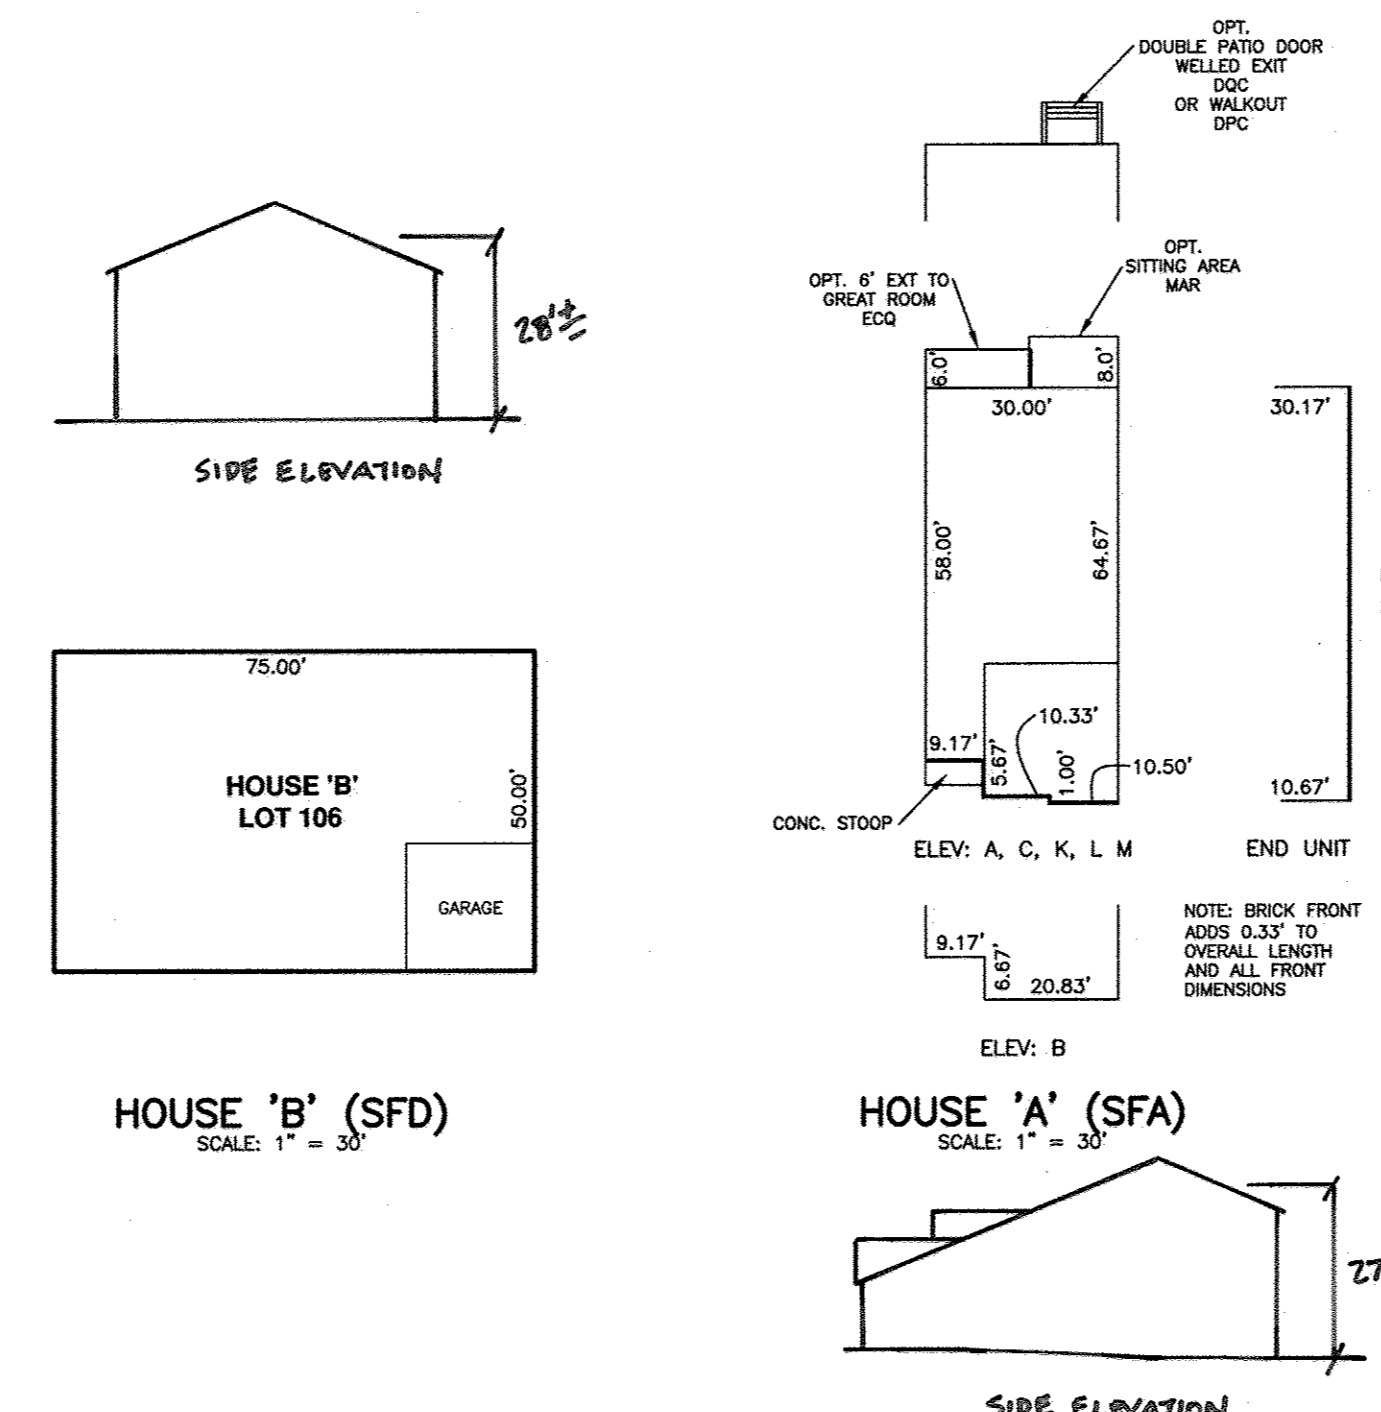 OPT.
DOUBLE PATIO DOOR
WELLED EXIT
DQC
OR WALKOUT
DPC
28'±
SIDE ELEVATION
OPT. 6' EXT TO
GREAT ROOM
ECQ
OPT.
SITTING AREA
MAR
6.0'
8.0'
30.00'
58.00'
64.67'
30.17'
10.67'
END UNIT
9.17'
5.67'
10.33'
1.00'
10.50'
CONC. STOOP
ELEV: A, C, K, L M
75.00'
HOUSE 'B'
LOT 106
50.00'
GARAGE
9.17'
6.67'
20.83'
ELEV: B
NOTE: BRICK FRONT
ADDS 0.33' TO
OVERALL LENGTH
AND ALL FRONT
DIMENSIONS
HOUSE 'B' (SFD)
SCALE: 1" = 30'
HOUSE 'A' (SFA)
SCALE: 1" = 30'
27
SIDE ELEVATION